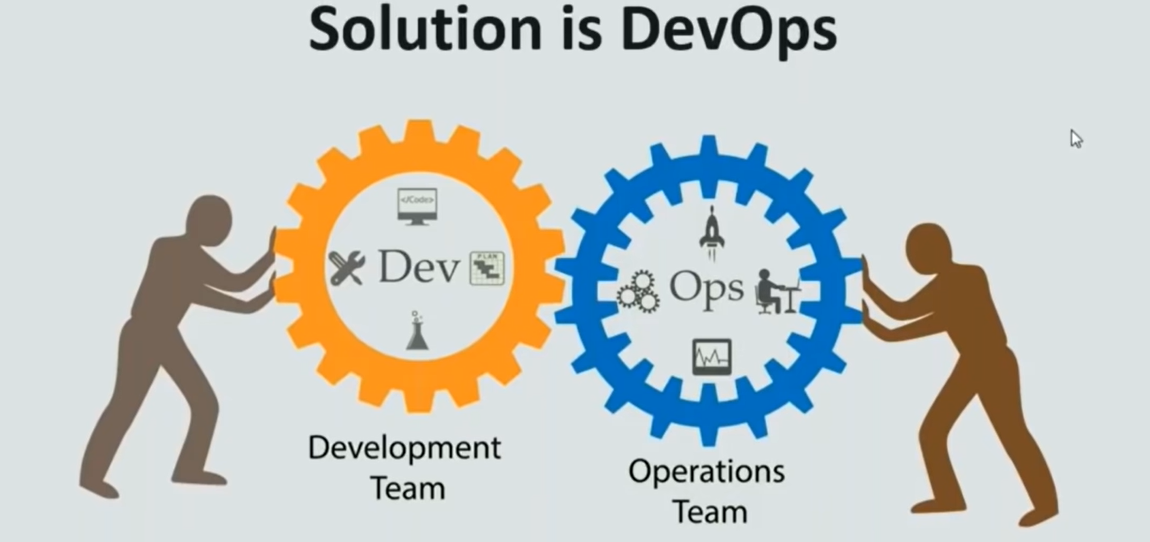 Solution is DevOps
</Code>
Dev
PLAN
Ops
Development
Team
Operations
Team